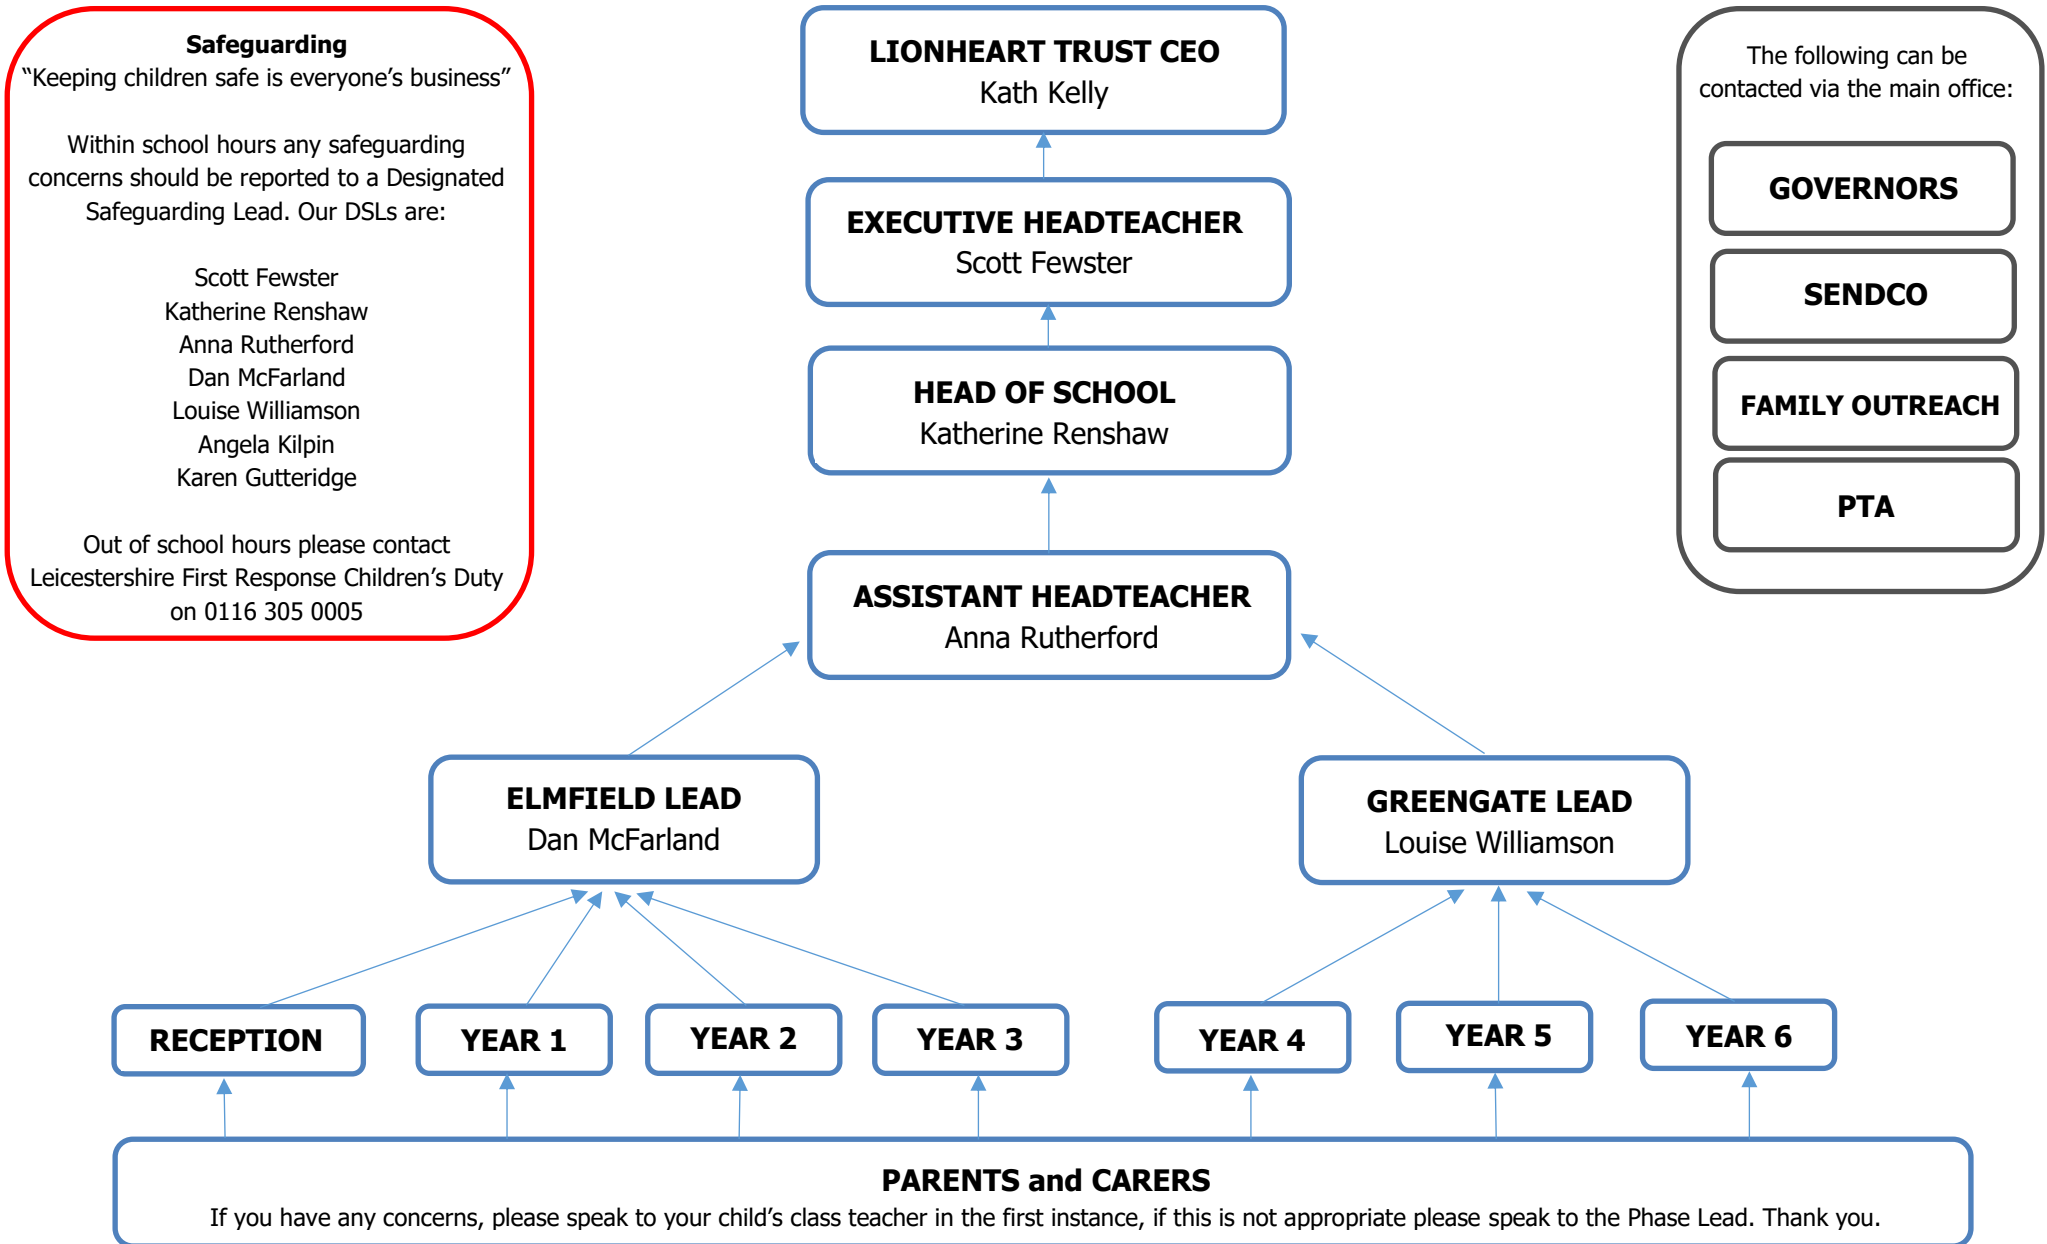 Safeguarding
“Keeping children safe is everyone’s business”
Within school hours any safeguarding
concerns should be reported to a Designated
Safeguarding Lead. Our DSLs are:
Scott Fewster
Katherine Renshaw
Anna Rutherford
Dan McFarland
Louise Williamson
Angela Kilpin
Karen Gutteridge
Out of school hours please contact
Leicestershire First Response Children’s Duty
on 0116 305 0005
LIONHEART TRUST CEO
Kath Kelly
EXECUTIVE HEADTEACHER
Scott Fewster
HEAD OF SCHOOL
Katherine Renshaw
ASSISTANT HEADTEACHER
Anna Rutherford
The following can be
contacted via the main office:
GOVERNORS
SENDCO
FAMILY OUTREACH
PTA
ELMFIELD LEAD
Dan McFarland
GREENGATE LEAD
Louise Williamson
RECEPTION
YEAR 1
YEAR 2
YEAR 3
YEAR 4
YEAR 5
YEAR 6
PARENTS and CARERS
If you have any concerns, please speak to your child’s class teacher in the first instance, if this is not appropriate please speak to the Phase Lead. Thank you.